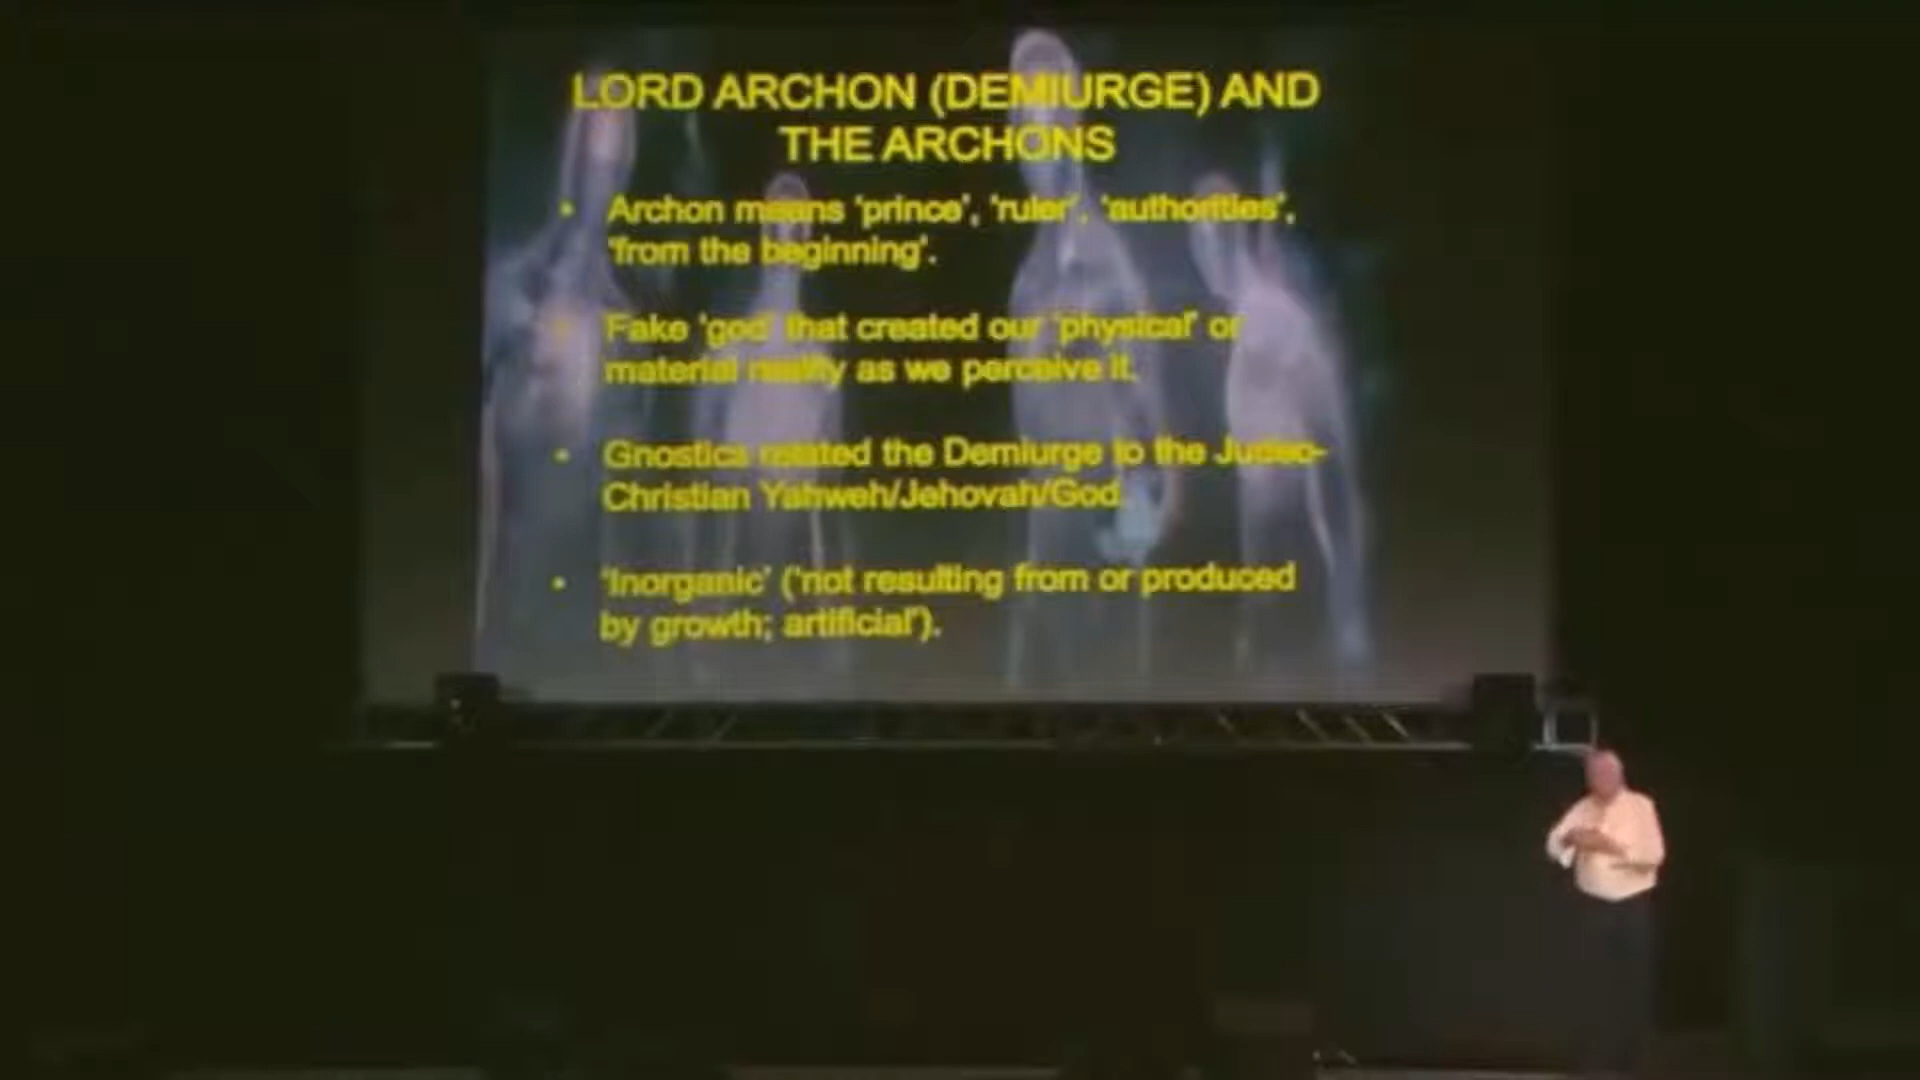 LORD ARCHON (DEMIURGE) AND
THE ARCHONS
• Archon means ‘prince’, ‘ruler’, ‘authorities’,
‘from the beginning’.
• Fake ‘god’ that created our ‘physical’ or
material reality as we perceive it.
• Gnostics related the Demiurge to the Judeo-
Christian Yahweh/Jehovah/God.
• ‘Inorganic’ (‘not resulting from or produced
by growth; artificial’).